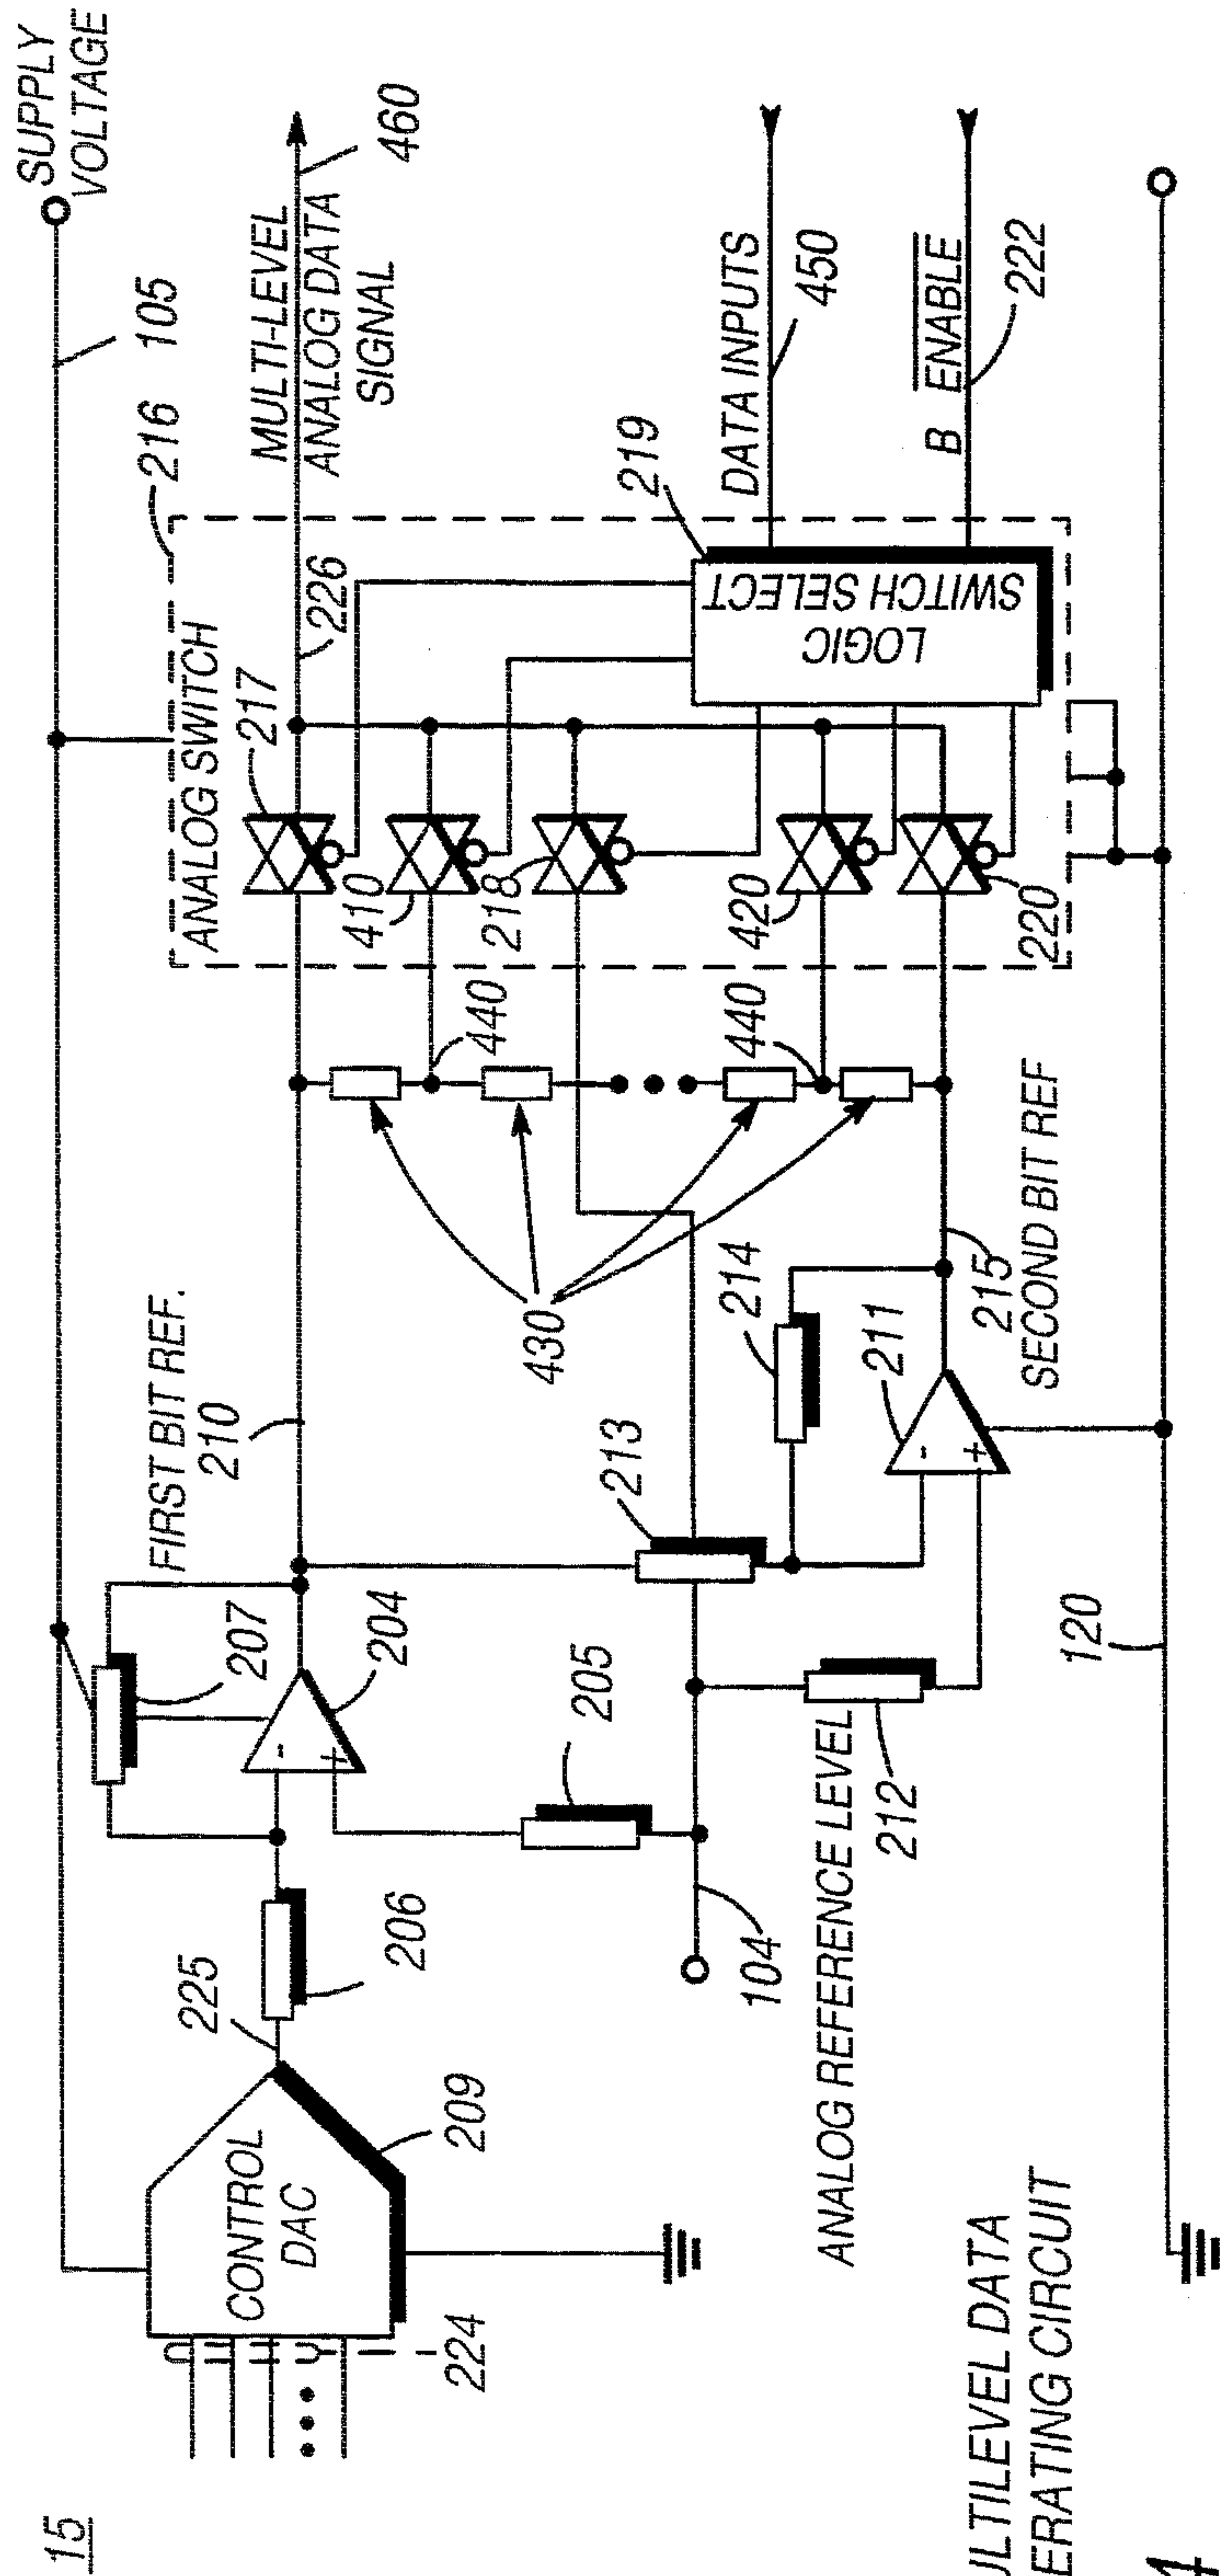 15
SUPPLY
VOLTAGE
105
216
ANALOG SWITCH
217
226
MULTI-LEVEL
ANALOG DATA
SIGNAL
460
FIRST BIT REF.
210
207
204
-
+
CONTROL
DAC
209
224
225
206
205
104
ANALOG REFERENCE LEVEL
212
213
214
211
-
+
215
SECOND BIT REF
430
440
440
410
218
420
220
219
LOGIC
SWITCH SELECT
DATA INPUTS
450
B ENABLE
222
120
ULTILEVEL DATA
ERATING CIRCUIT
4